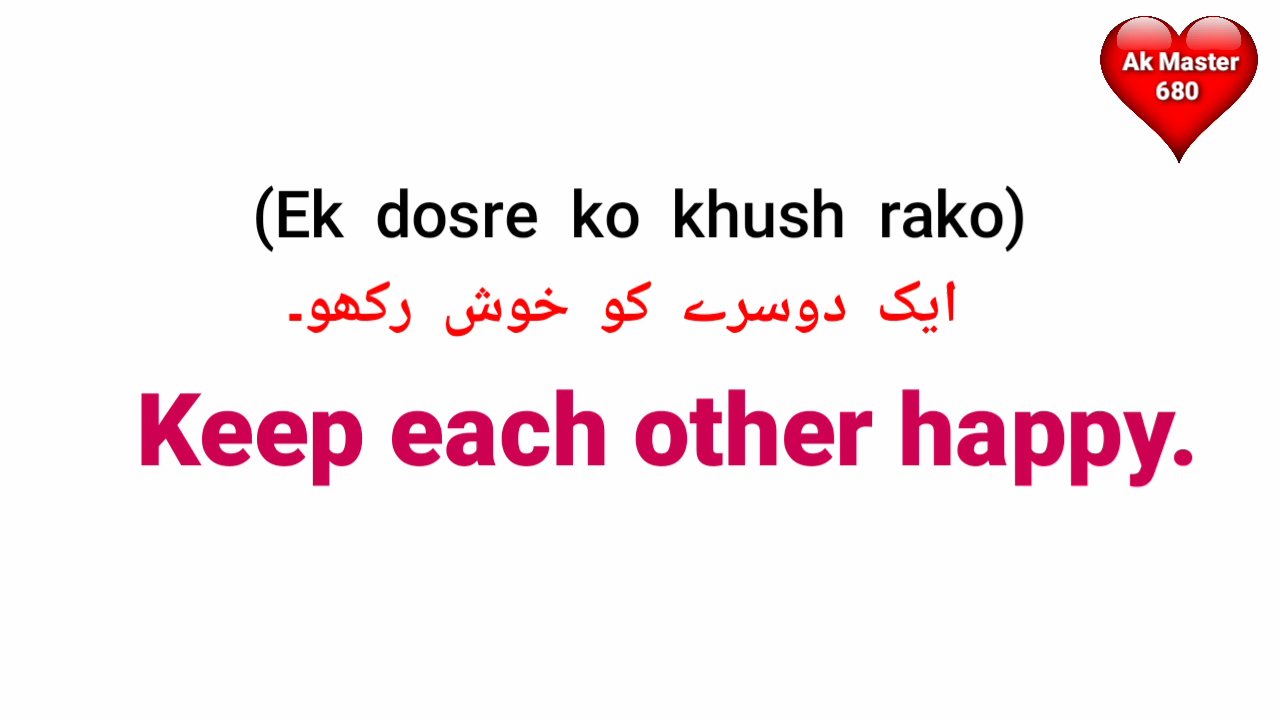 Ak Master
680
(Ek dosre ko khush rako)
ایک دوسرے کو خوش رکھو۔
Keep each other happy.